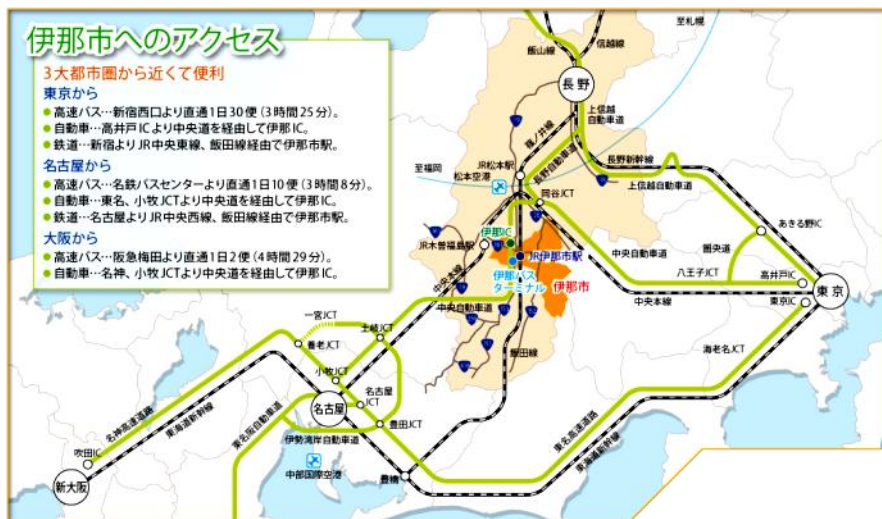 伊那市へのアクセス
3大都市圏から近くて便利
東京から
●高速バス…新宿西口より直通1日30便(3時間25分)。
●自動車…高井戸ICより中央道を経由して伊那IC。
●鉄道…新宿よりJR中央東線、飯田線経由で伊那市駅。
名古屋から
●高速バス…名鉄バスセンターより直通1日10便(3時間8分)。
●自動車…東名、小牧JCTより中央道を経由して伊那IC。
●鉄道…名古屋よりJR中央西線、飯田線経由で伊那市駅。
大阪から
●高速バス…阪急梅田より直通1日2便(4時間29分)。
●自動車…名神、小牧JCTより中央道を経由して伊那IC。
至札幌
飯山線
信越線
長野
上信越
自動車道
篠ノ井線
長野自動車道
JR松本駅
松本空港
至福岡
長野新幹線
上信越自動車道
岡谷JCT
伊那IC
JR木曽福島駅
JR伊那市駅
伊那バス
ターミナル
伊那市
中央本線
中央自動車道
飯田線
中央自動車道
八王子JCT
中央本線
あきる野IC
圏央道
高井戸IC
東京
東京IC
海老名JCT
一宮JCT
養老JCT
土岐JCT
小牧JCT
名古屋
名古屋
JCT
豊田JCT
名神高速道路
東海道新幹線
東名阪自動車道
伊勢湾岸自動車道
中部国際空港
豊橋
吹田IC
新大阪
東名高速道路
東海道新幹線